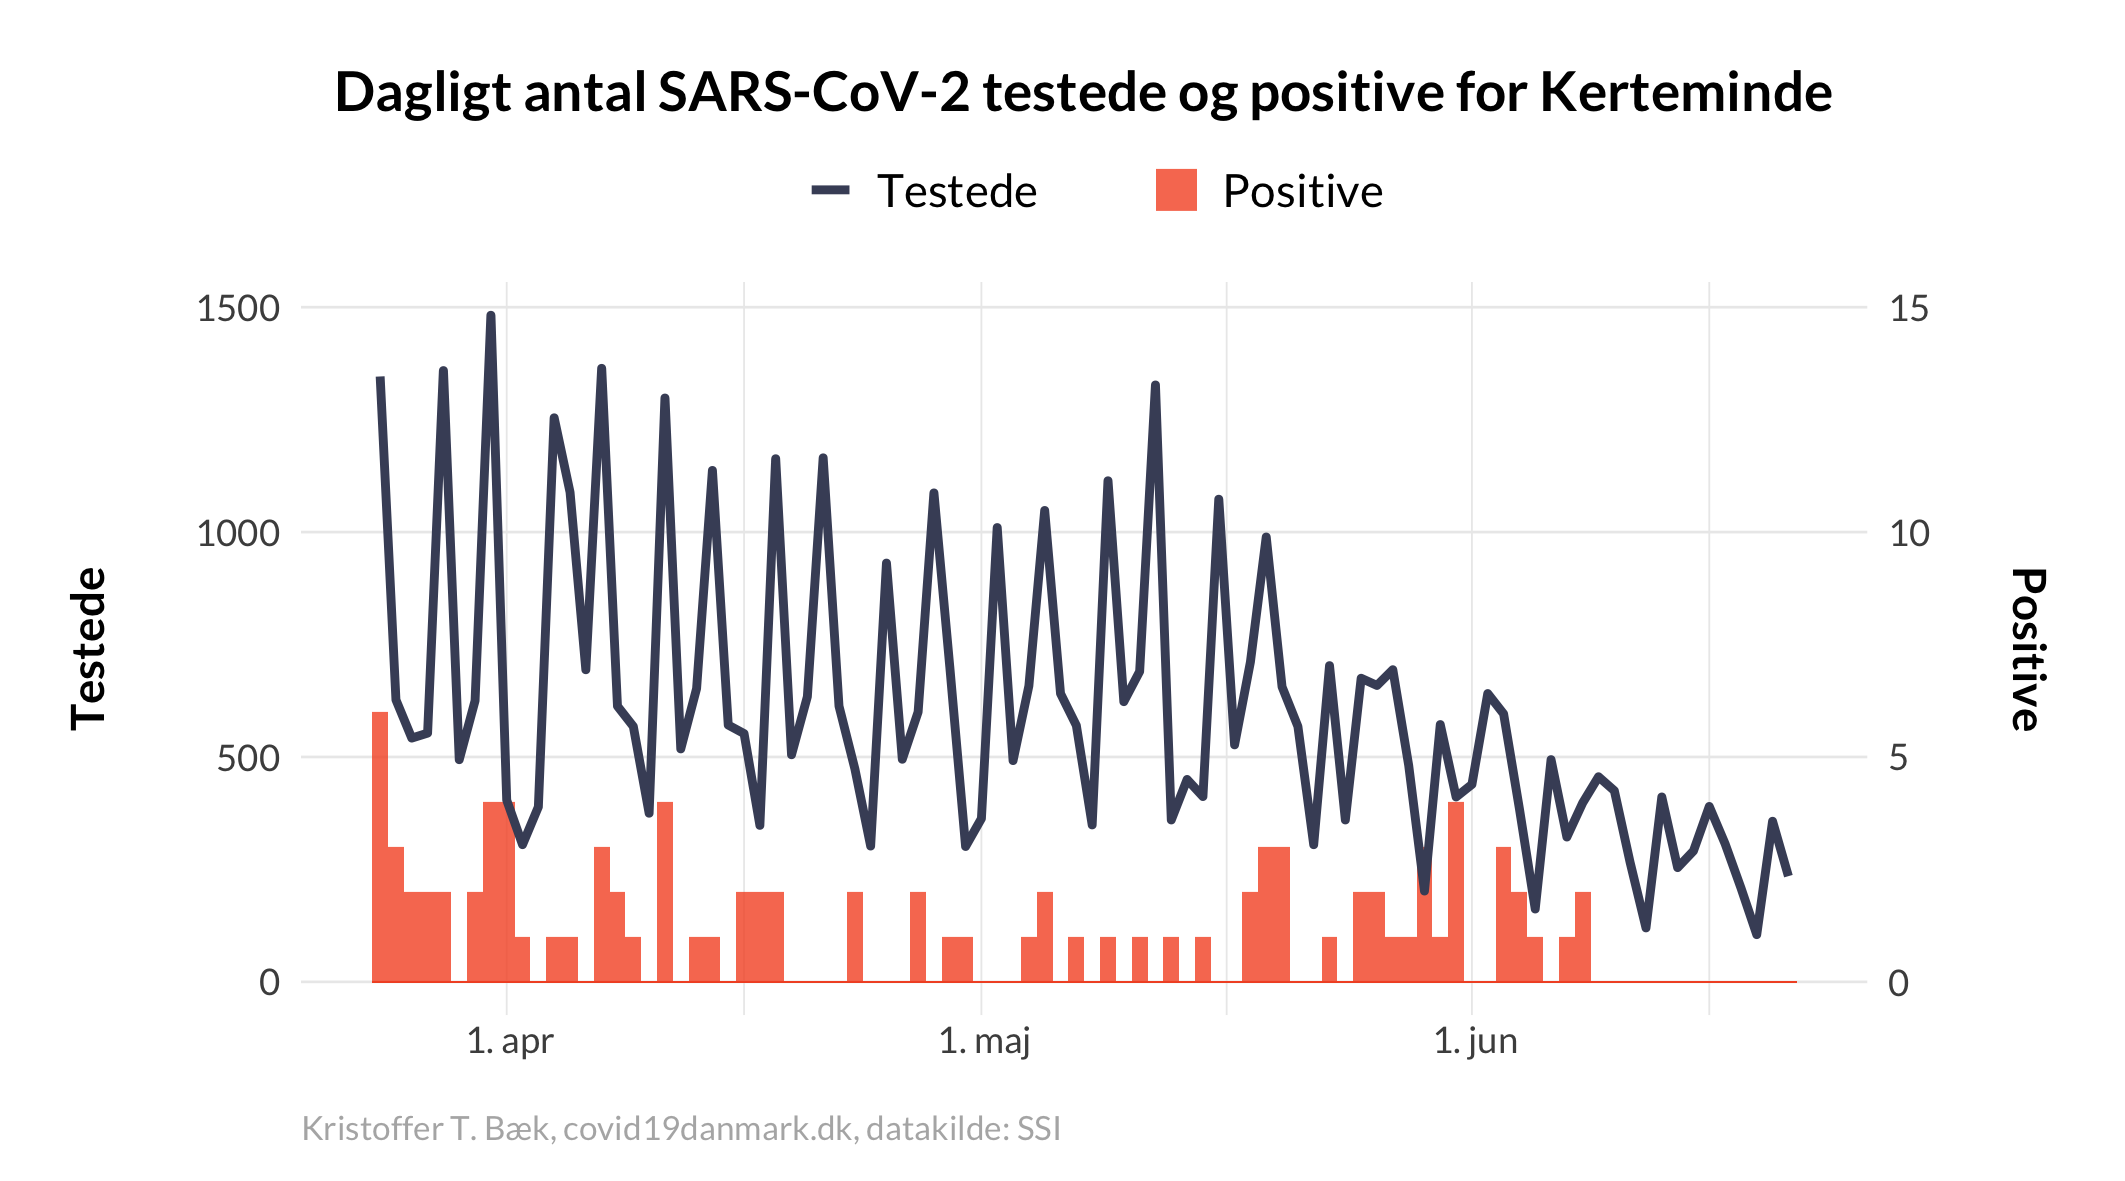 Dagligt antal SARS-CoV-2 testede og positive for Kerteminde
Testede
Positive
1500
1000
500
0
15
10
5
0
Testede
Positive
1. apr
1. maj
1. jun
Kristoffer T. Bæk, covid19danmark.dk, datakilde: SSI